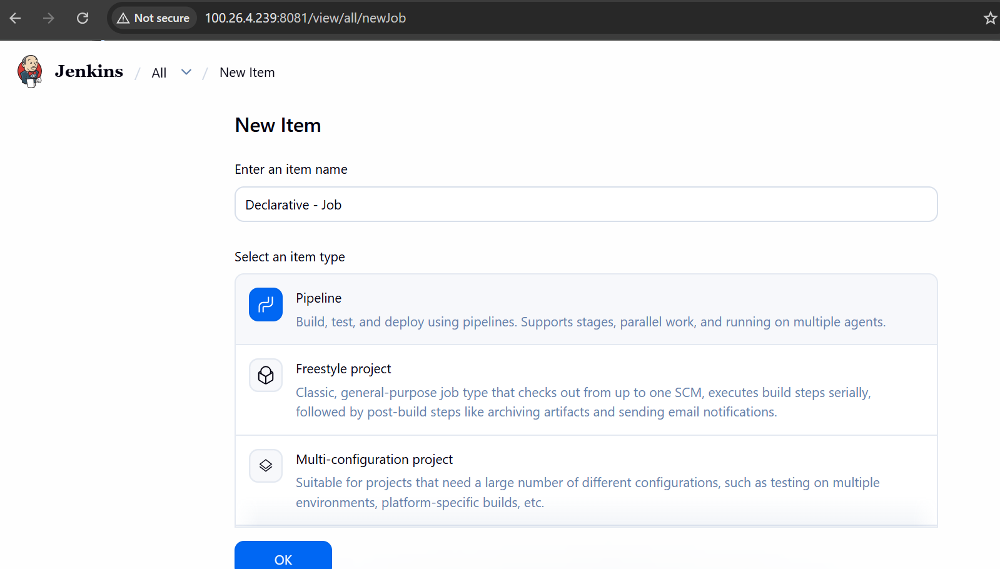 Not secure 100.26.4.239:8081/view/all/newJob
Jenkins / All / New Item
New Item
Enter an item name
Declarative - Job
Select an item type
Pipeline
Build, test, and deploy using pipelines. Supports stages, parallel work, and running on multiple agents.
Freestyle project
Classic, general-purpose job type that checks out from up to one SCM, executes build steps serially,
followed by post-build steps like archiving artifacts and sending email notifications.
Multi-configuration project
Suitable for projects that need a large number of different configurations, such as testing on multiple
environments, platform-specific builds, etc.
OK